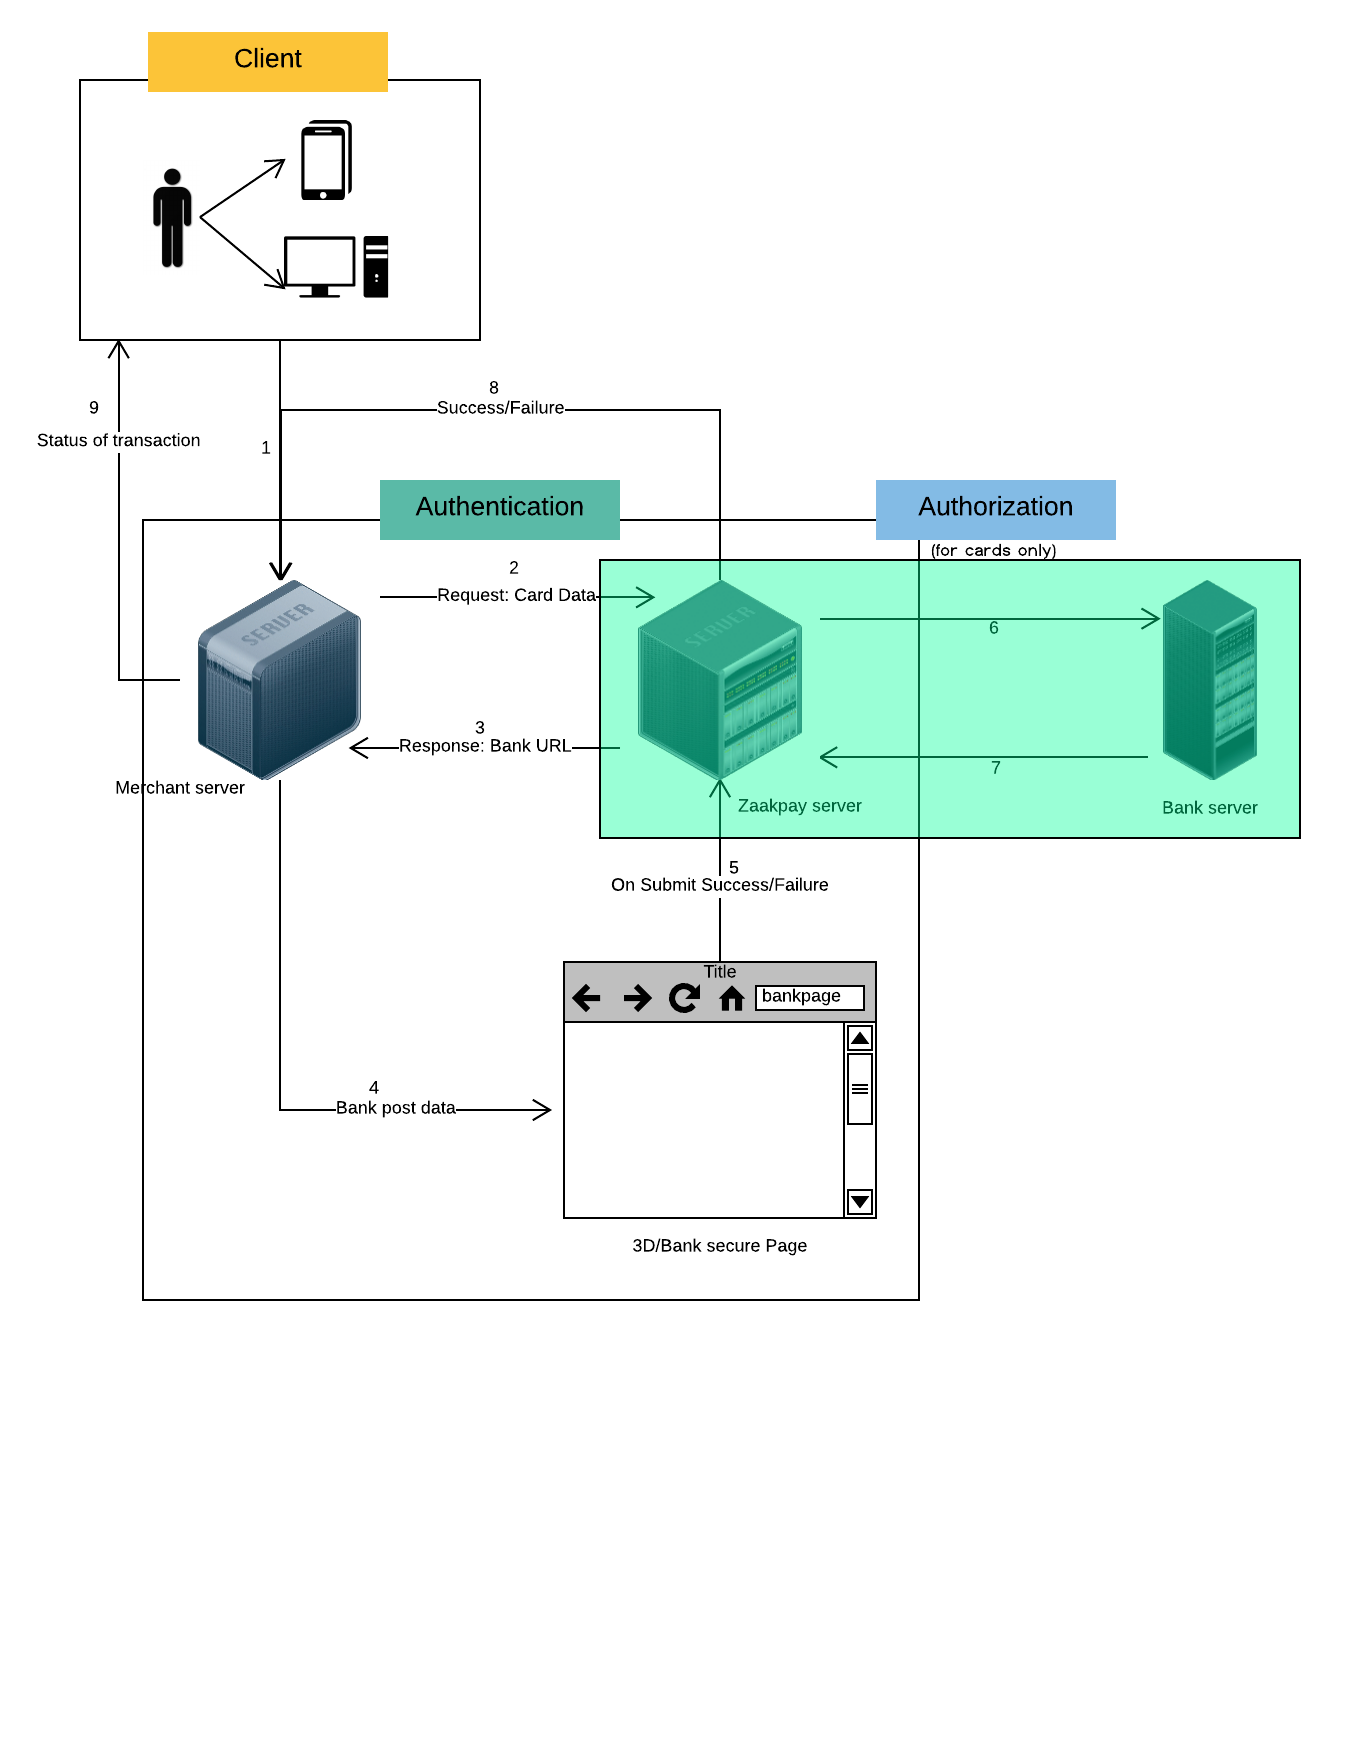 Client
8
Success/Failure
9
Status of transaction
1
Authentication
Authorization
(for cards only)
2
Request: Card Data
SERVER
SERVER
6
3
Response: Bank URL
7
Merchant server
Zaakpay server
Bank server
5
On Submit Success/Failure
Title
bankpage
4
Bank post data
3D/Bank secure Page